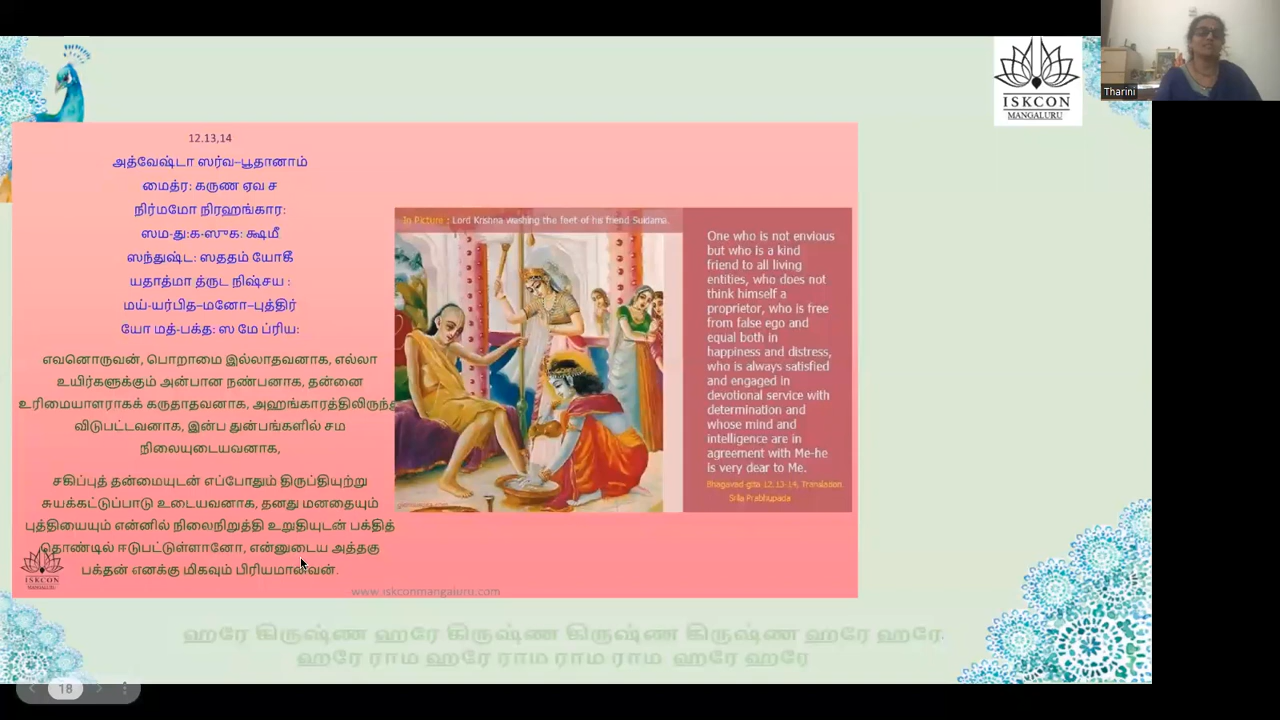 ISKCON
MANGALURU
Tharini
12.13,14
அத்வேஷ்டா ஸர்வ–பூதானாம்
மைத்ர: கருண ஏவ ச
நிர்மமோ நிரஹங்கார:
ஸம-து:க-ஸுக: க்ஷமீ
ஸந்துஷ்ட: ஸததம் யோகீ
யதாத்மா த்ருட நிஷ்சய :
மய்-யர்பித–மனோ–புத்திர்
யோ மத்-பக்த: ஸ மே ப்ரிய:
எவனொருவன், பொறாமை இல்லாதவனாக, எல்லா
உயிர்களுக்கும் அன்பான நண்பனாக, தன்னை
உரிமையாளராகக் கருதாதவனாக, அஹங்காரத்திலிருந்து
விடுபட்டவனாக, இன்ப துன்பங்களில் சம
நிலையுடையவனாக,
சகிப்புத் தன்மையுடன் எப்போதும் திருப்தியுற்று
சுயக்கட்டுப்பாடு உடையவனாக, தனது மனதையும்
புத்தியையும் என்னில் நிலைநிறுத்தி உறுதியுடன் பக்தித்
தொண்டில் ஈடுபட்டுள்ளானோ, என்னுடைய அத்தகு
பக்தன் எனக்கு மிகவும் பிரியமானவன்.
In Picture : Lord Krishna washing the feet of his friend Sudama.
One who is not envious
but who is a kind
friend to all living
entities, who does not
think himself a
proprietor, who is free
from false ego and
equal both in
happiness and distress,
who is always satisfied
and engaged in
devotional service with
determination and
whose mind and
intelligence are in
agreement with Me-he
is very dear to Me.
Bhagavad-gita 12.13-14, Translation
Srila Prabhupada
ISKCON
MANGALURU
www.iskconmangaluru.com
ஹரே கிருஷ்ண ஹரே கிருஷ்ண கிருஷ்ண கிருஷ்ண ஹரே ஹரே
ஹரே ராம ஹரே ராம ராம ராம ஹரே ஹரே
18